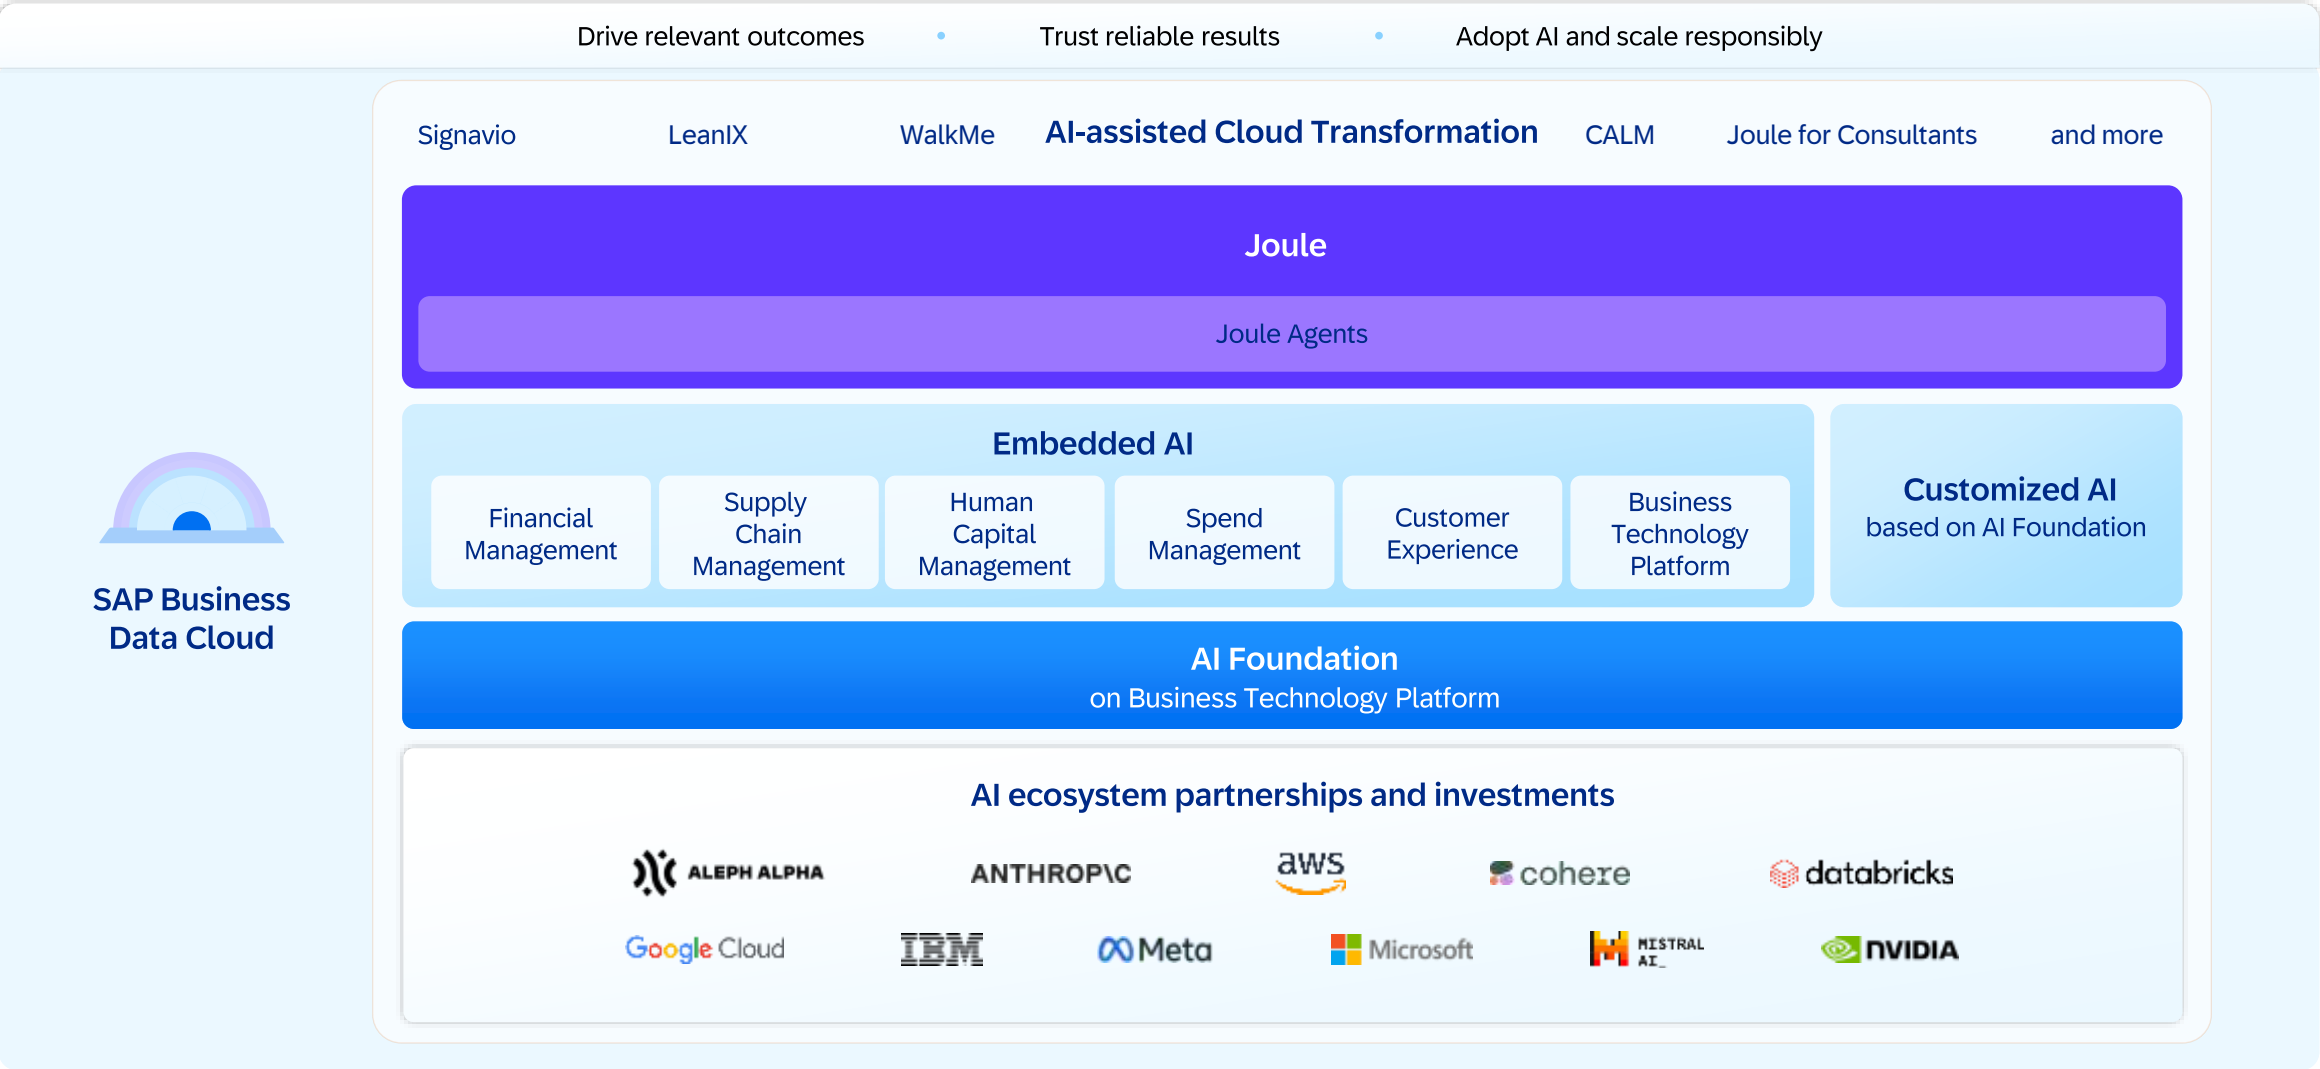 Drive relevant outcomes • Trust reliable results • Adopt AI and scale responsibly
Signavio LeanIX WalkMe AI-assisted Cloud Transformation CALM Joule for Consultants and more
Joule
Joule Agents
Embedded AI
Financial
Management
Supply
Chain
Management
Human
Capital
Management
Spend
Management
Customer
Experience
Business
Technology
Platform
Customized AI
based on AI Foundation
SAP Business
Data Cloud
AI Foundation
on Business Technology Platform
AI ecosystem partnerships and investments
ALEPH ALPHA ANTHROP\C aws cohere databricks
Google Cloud IBM Meta Microsoft MISTRAL
AI_
NVIDIA